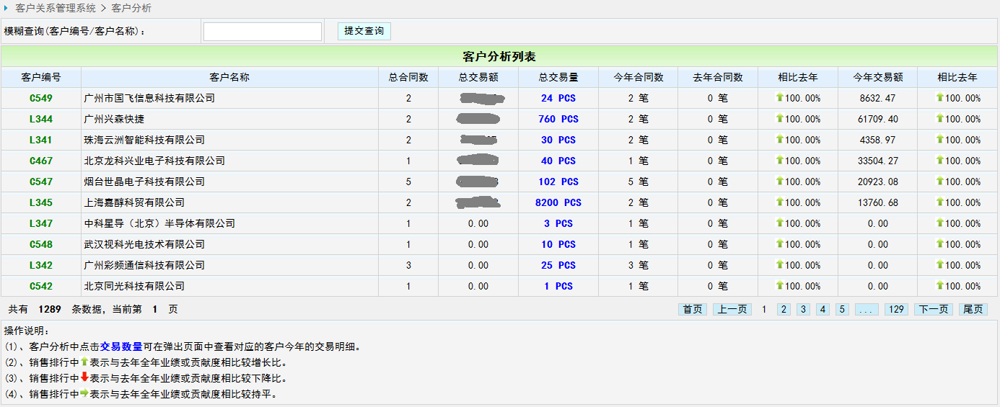 客户关系管理系统 > 客户分析
模糊查询(客户编号/客户名称): 提交查询
客户分析列表
客户编号 客户名称 总合同数 总交易额 总交易量 今年合同数 去年合同数 相比去年 今年交易额 相比去年
C549 广州市国飞信息科技有限公司 2 24 PCS 2 笔 0 笔 100.00% 8632.47 100.00%
L344 广州兴森快捷 2 760 PCS 2 笔 0 笔 100.00% 61709.40 100.00%
L341 珠海云洲智能科技有限公司 2 30 PCS 2 笔 0 笔 100.00% 4358.97 100.00%
C467 北京龙科兴业电子科技有限公司 1 40 PCS 1 笔 0 笔 100.00% 33504.27 100.00%
C547 烟台世晶电子科技有限公司 5 102 PCS 5 笔 0 笔 100.00% 20923.08 100.00%
L345 上海嘉醇科贸有限公司 2 8200 PCS 2 笔 0 笔 100.00% 13760.68 100.00%
L347 中科星导（北京）半导体有限公司 1 0.00 3 PCS 1 笔 0 笔 100.00% 0.00 100.00%
C548 武汉视科光电技术有限公司 1 0.00 10 PCS 1 笔 0 笔 100.00% 0.00 100.00%
L342 广州彩频通信科技有限公司 3 0.00 25 PCS 3 笔 0 笔 100.00% 0.00 100.00%
C542 北京同光科技有限公司 1 0.00 1 PCS 1 笔 0 笔 100.00% 0.00 100.00%
共有 1289 条数据，当前第 1 页 首页 上一页 1 2 3 4 5 ... 129 下一页 尾页
操作说明:
(1)、客户分析中点击交易数量可在弹出页面中查看对应的客户今年的交易明细。
(2)、销售排行中表示与去年全年业绩或贡献度相比较增长比。
(3)、销售排行中表示与去年全年业绩或贡献度相比较下降比。
(4)、销售排行中表示与去年全年业绩或贡献度相比较持平。